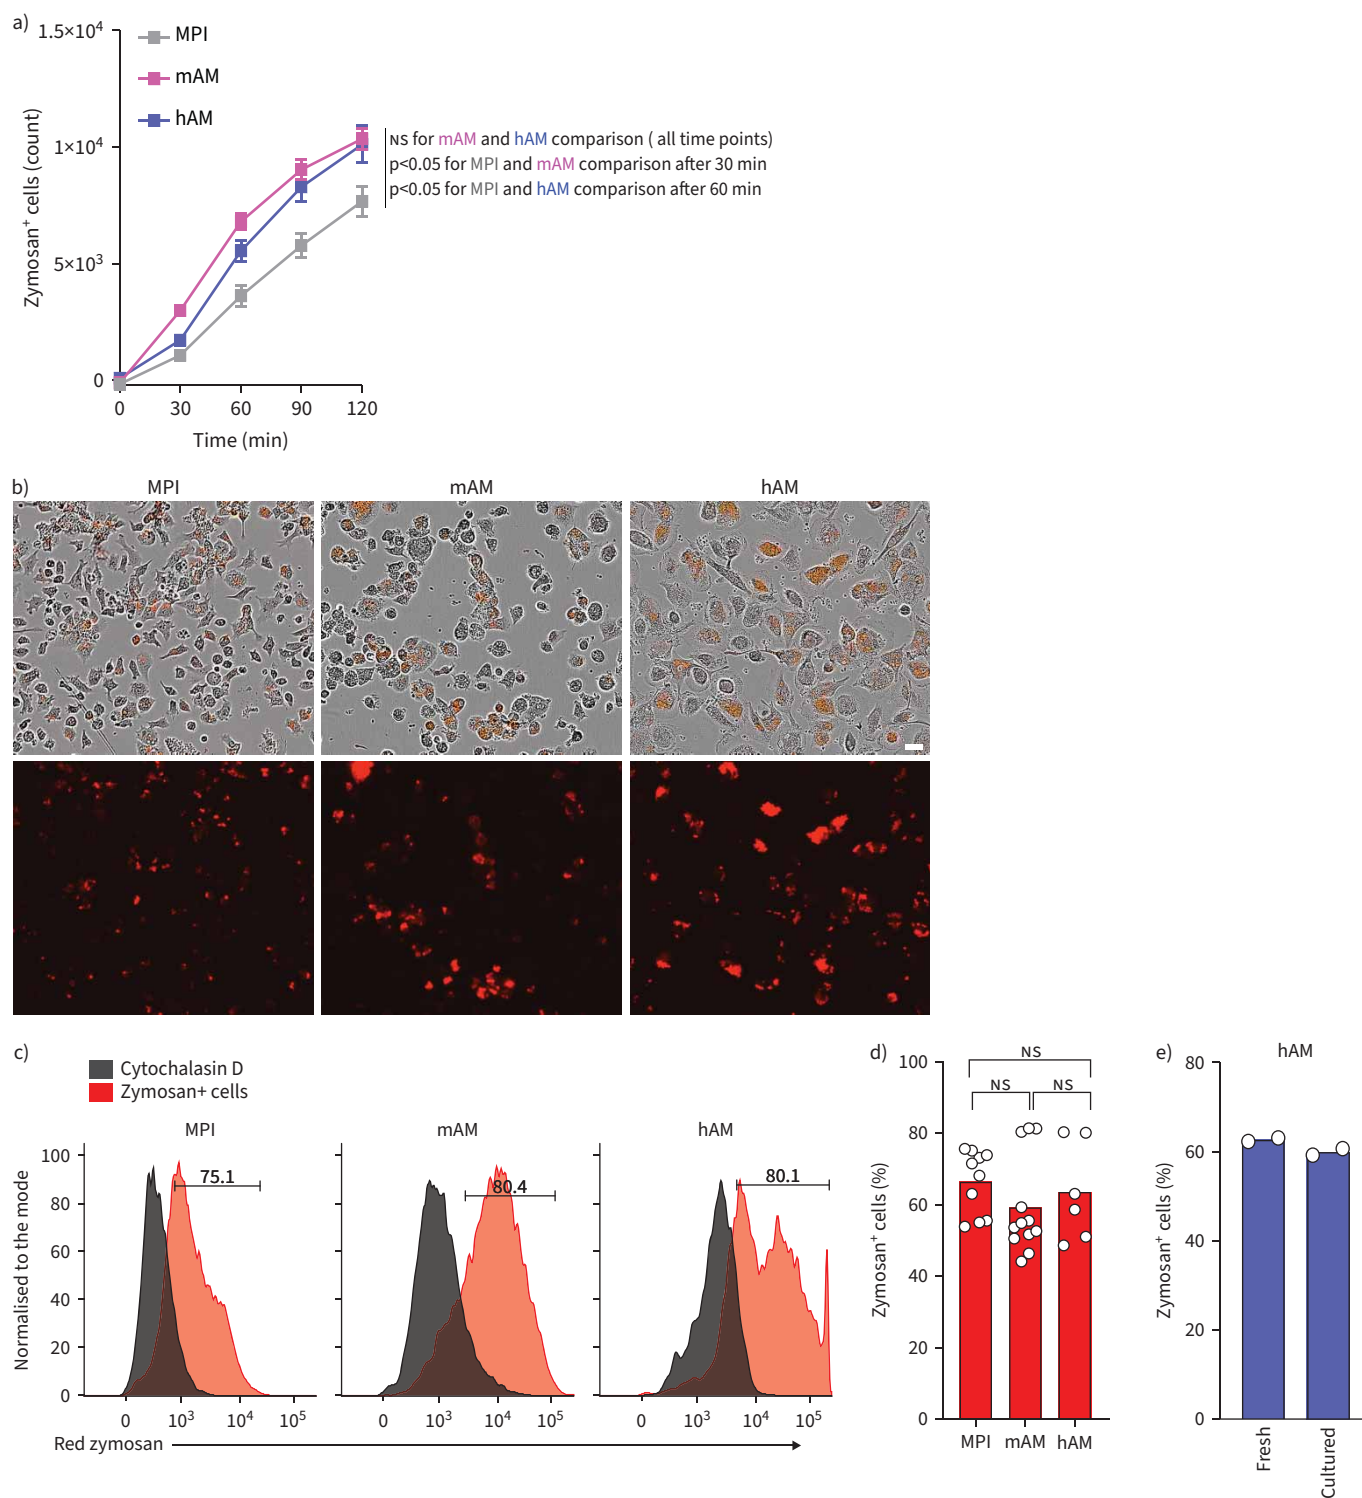 a)
1.5×10⁴
1×10⁴
5×10³
0
Zymosan⁺ cells (count)
MPI
mAM
hAM
NS for mAM and hAM comparison ( all time points)
p<0.05 for MPI and mAM comparison after 30 min
p<0.05 for MPI and hAM comparison after 60 min
0 30 60 90 120
Time (min)
b)
MPI mAM hAM
c)
Cytochalasin D
Zymosan+ cells
MPI mAM hAM
Normalised to the mode
100
80
60
40
20
0
75.1 80.4 80.1
0 10³ 10⁴ 10⁵ 0 10³ 10⁴ 10⁵ 0 10³ 10⁴ 10⁵
Red zymosan
d)
Zymosan⁺ cells (%)
100
80
60
40
20
0
NS
NS NS
MPI mAM hAM
e)
hAM
Zymosan⁺ cells (%)
80
60
40
20
0
Fresh
Cultured